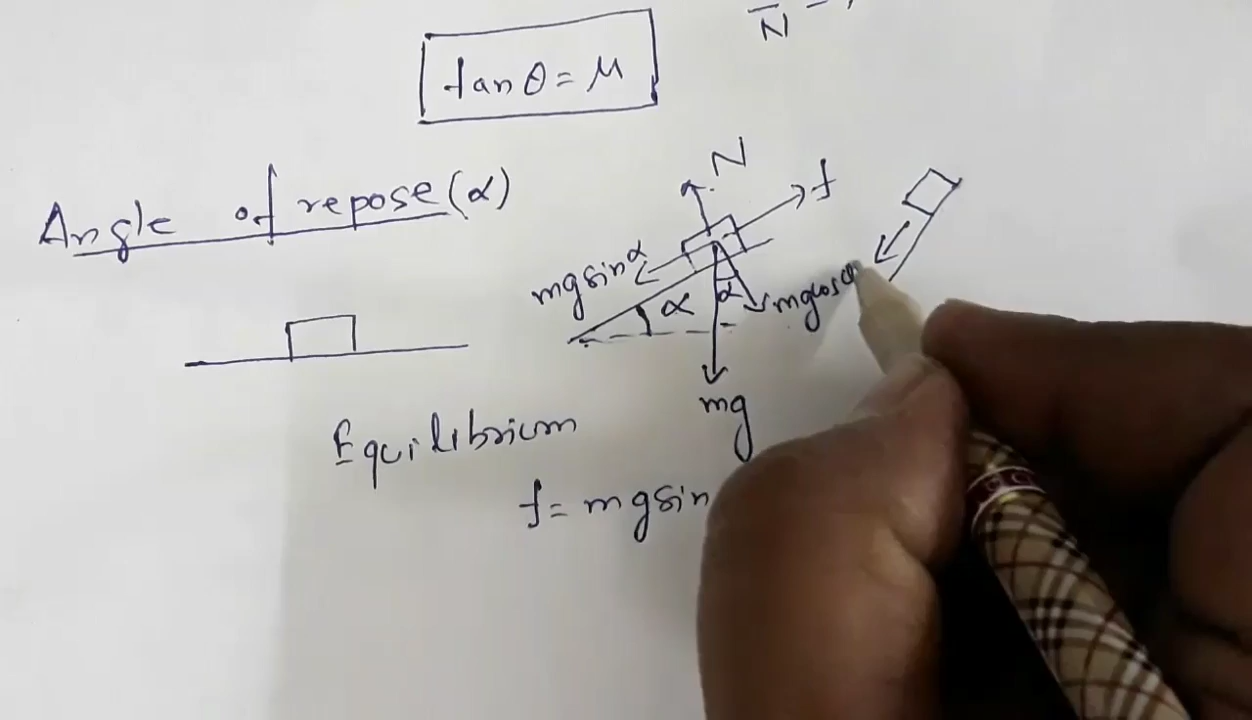 N
tan θ = μ
Angle of repose (α)
N
f
mg sin α
α
α
mg cos
mg
Equilibrium
f = mg sin